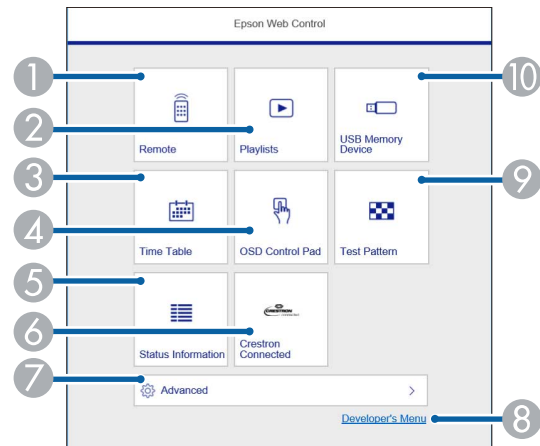 Epson Web Control
1
2
3
4
5
6
7
8
9
10
Remote
Playlists
USB Memory
Device
Time Table
OSD Control Pad
Test Pattern
Status Information
CRESTRON
Crestron
Connected
Advanced
Developer's Menu